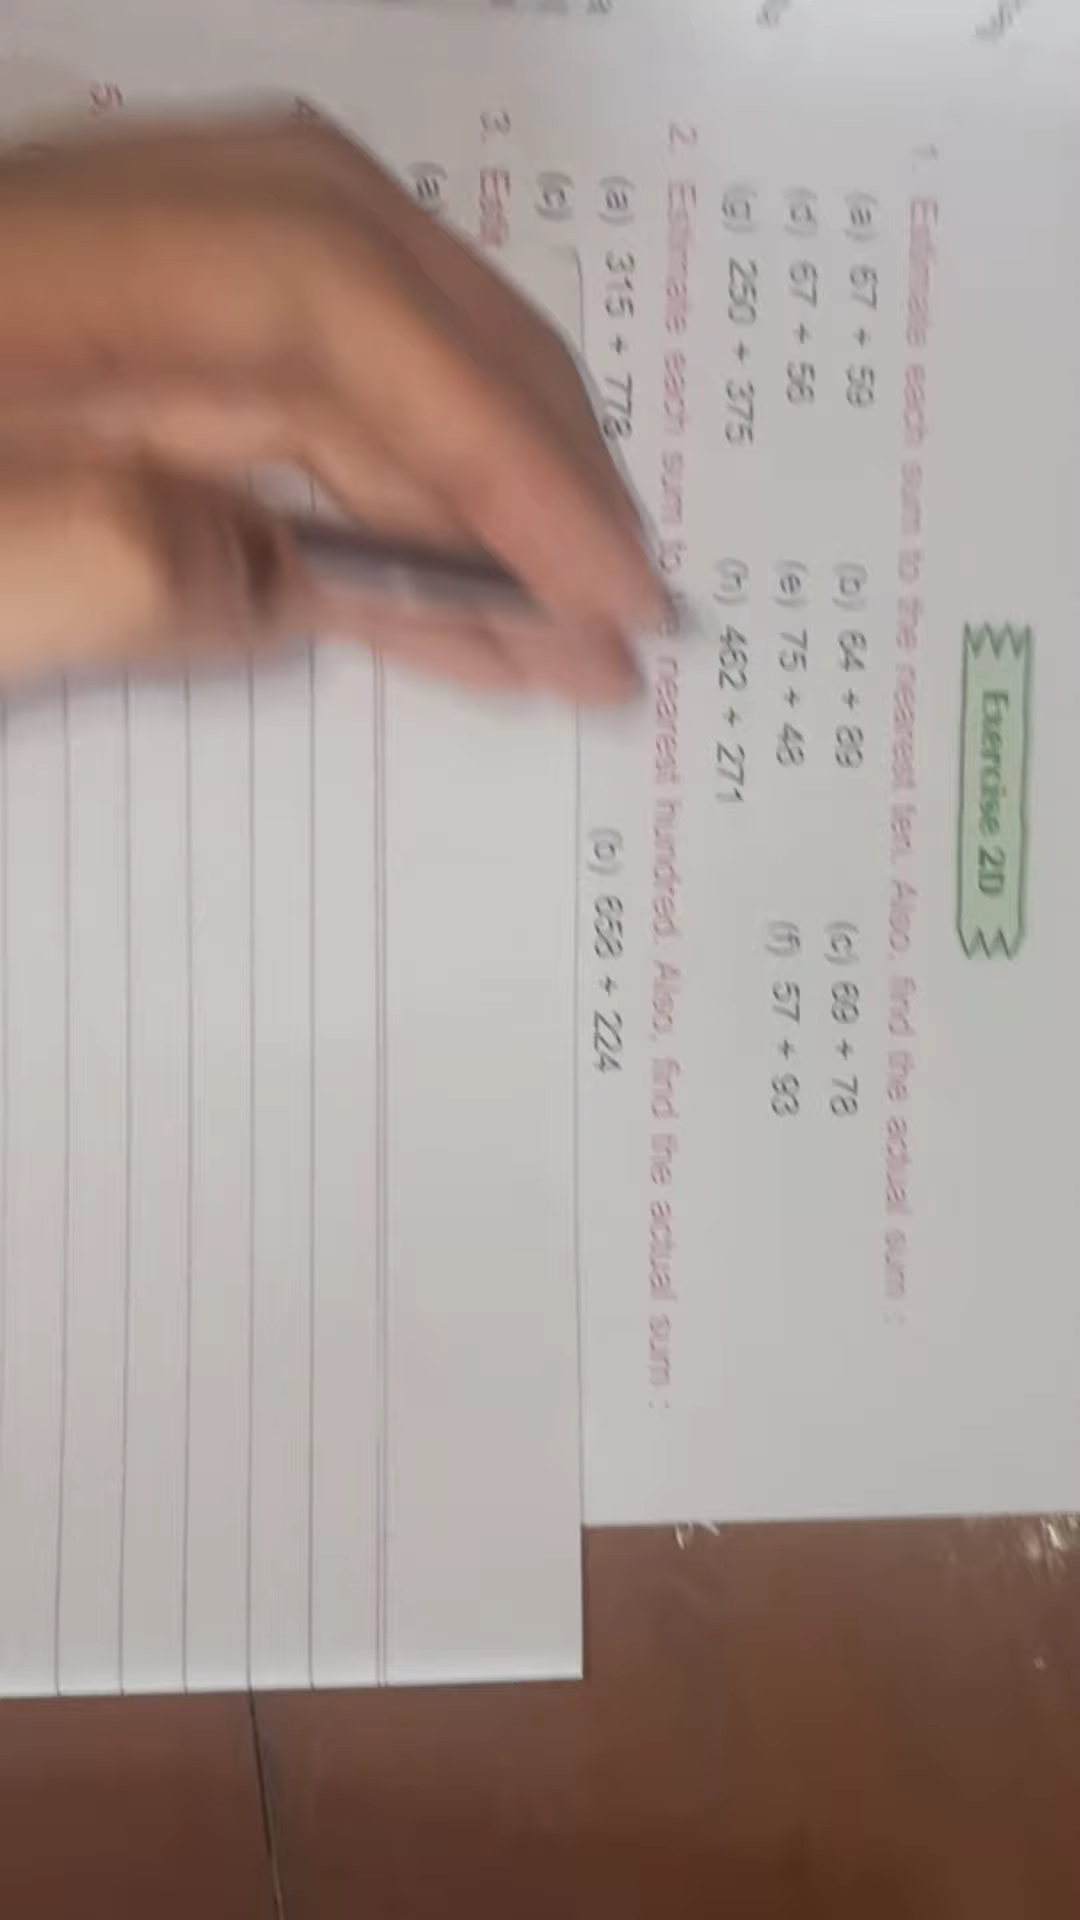 Exercise 2D
1. Estimate each sum to the nearest ten. Also, find the actual sum :
(a) 67 + 59 (b) 64 + 89 (c) 69 + 78
(d) 67 + 56 (e) 75 + 48 (f) 57 + 93
(g) 250 + 375 (h) 462 + 271
2. Estimate each sum to nearest hundred. Also, find the actual sum :
(a) 315 + 778 (b) 658 + 224
(c)
3.
(a)
4.
5.